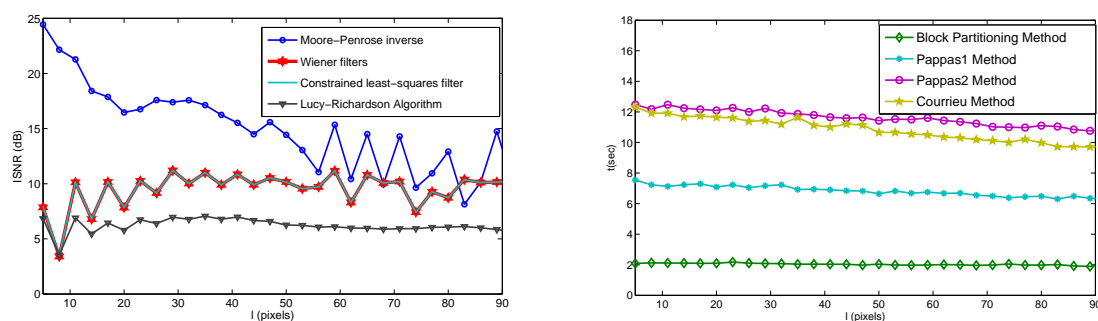 25
20
15
10
5
0
ISNR (dB)
10 20 30 40 50 60 70 80 90
l (pixels)
Moore−Penrose inverse
Wiener filters
Constrained least−squares filter
Lucy−Richardson Algorithm
18
16
14
12
10
8
6
4
2
0
t(sec)
10 20 30 40 50 60 70 80 90
l (pixels)
Block Partitioning Method
Pappas1 Method
Pappas2 Method
Courrieu Method